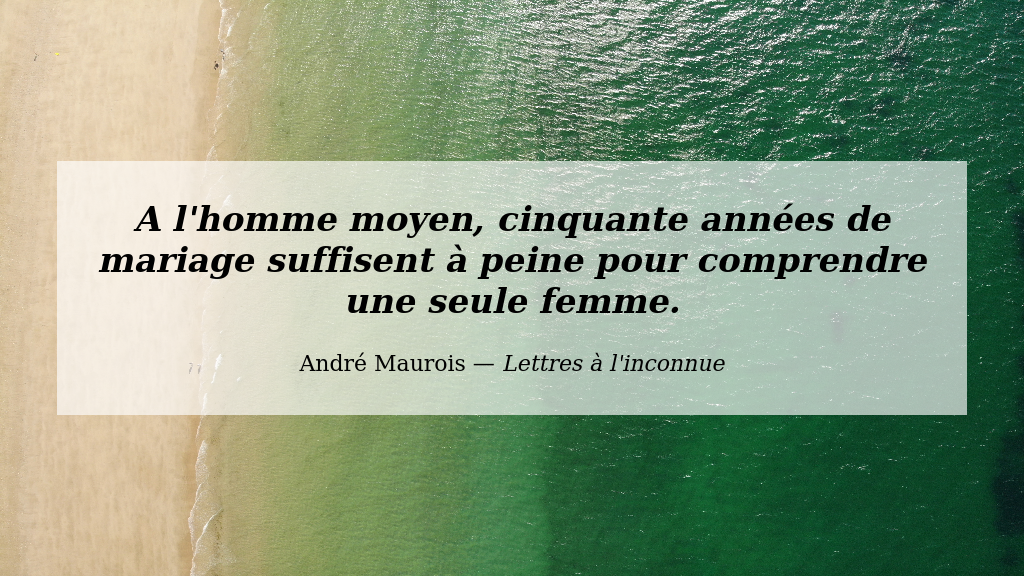 A l'homme moyen, cinquante années de
mariage suffisent à peine pour comprendre
une seule femme.
André Maurois — Lettres à l'inconnue